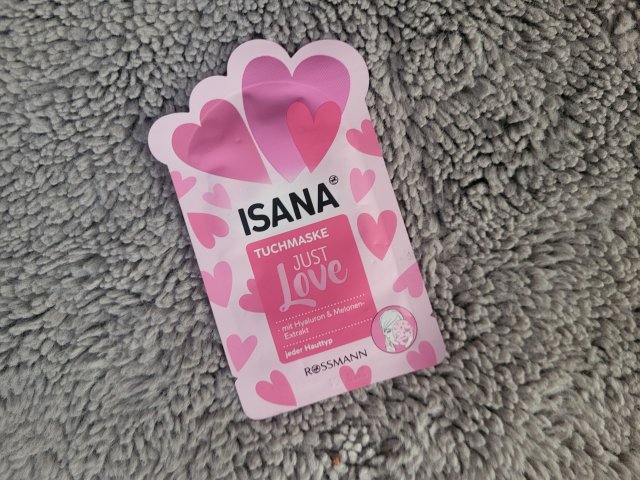 ISANA
TUCHMASKE
JUST
Love
mit Hyaluron & Melonen-
Extrakt
jeder Hauttyp
ROSSMANN